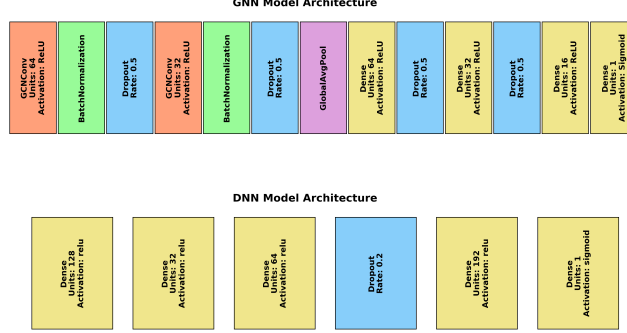 GNN Model Architecture
GCNConv
Units: 64
Activation: ReLU
BatchNormalization
Dropout
Rate: 0.5
GCNConv
Units: 32
Activation: ReLU
BatchNormalization
Dropout
Rate: 0.5
GlobalAvgPool
Dense
Units: 64
Activation: ReLU
Dropout
Rate: 0.5
Dense
Units: 32
Activation: ReLU
Dropout
Rate: 0.5
Dense
Units: 16
Activation: ReLU
Dense
Units: 1
Activation: Sigmoid
DNN Model Architecture
Dense
Units: 128
Activation: relu
Dense
Units: 32
Activation: relu
Dense
Units: 64
Activation: relu
Dropout
Rate: 0.2
Dense
Units: 192
Activation: relu
Dense
Units: 1
Activation: sigmoid